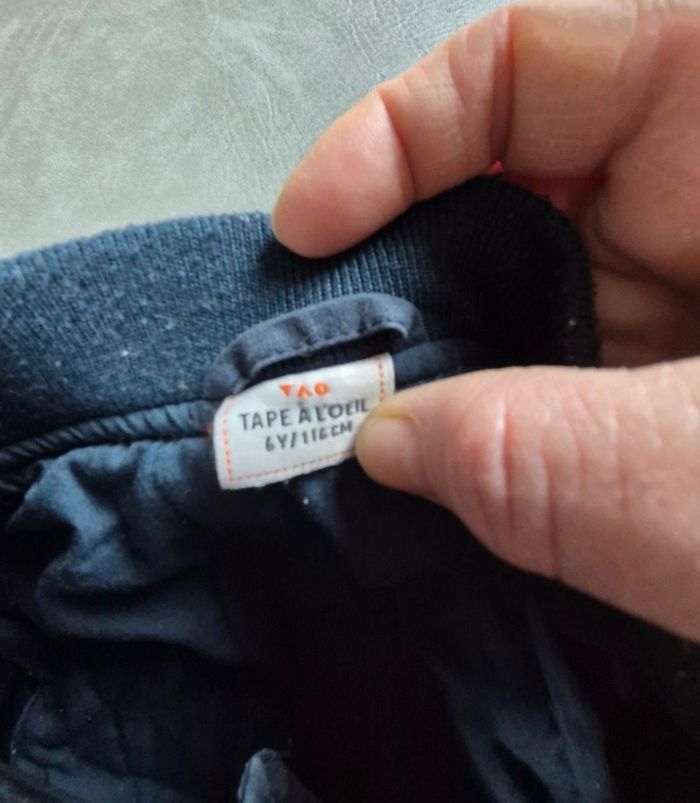 TAO
TAPE À L'OEIL
6Y/116CM